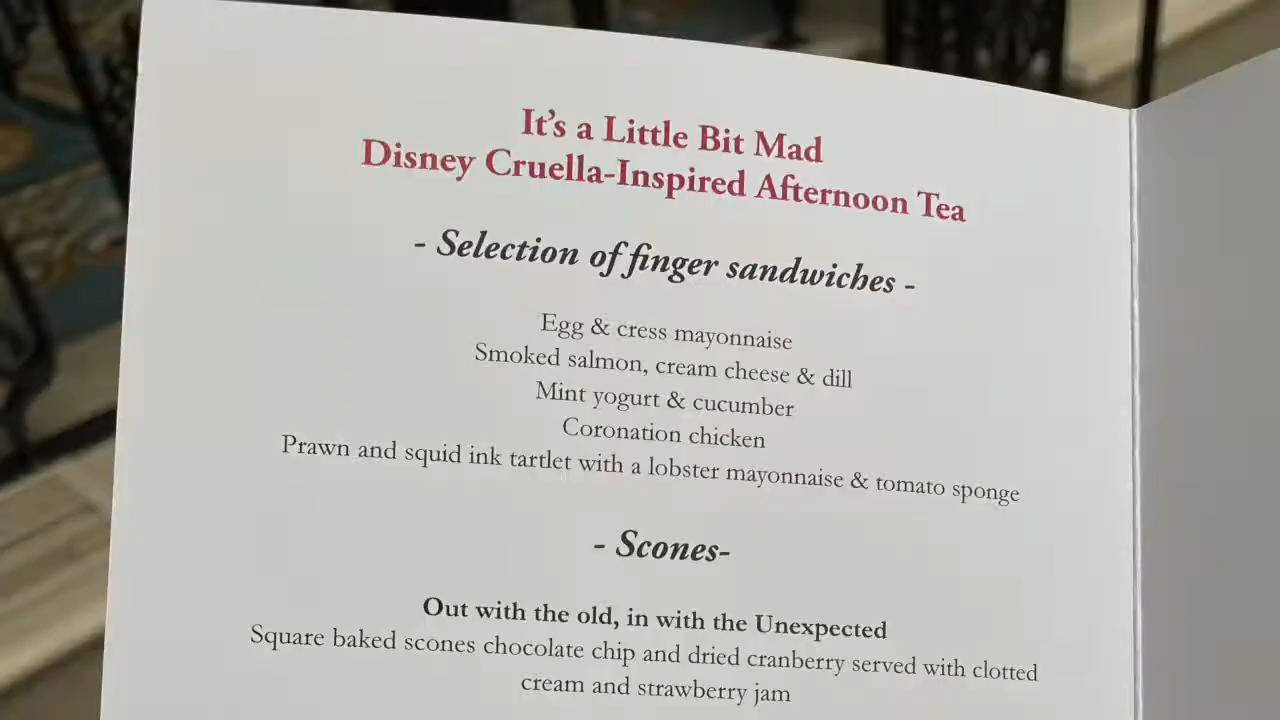 It's a Little Bit Mad
Disney Cruella-Inspired Afternoon Tea
- Selection of finger sandwiches -
Egg & cress mayonnaise
Smoked salmon, cream cheese & dill
Mint yogurt & cucumber
Coronation chicken
Prawn and squid ink tartlet with a lobster mayonnaise & tomato sponge
- Scones-
Out with the old, in with the Unexpected
Square baked scones chocolate chip and dried cranberry served with clotted
cream and strawberry jam